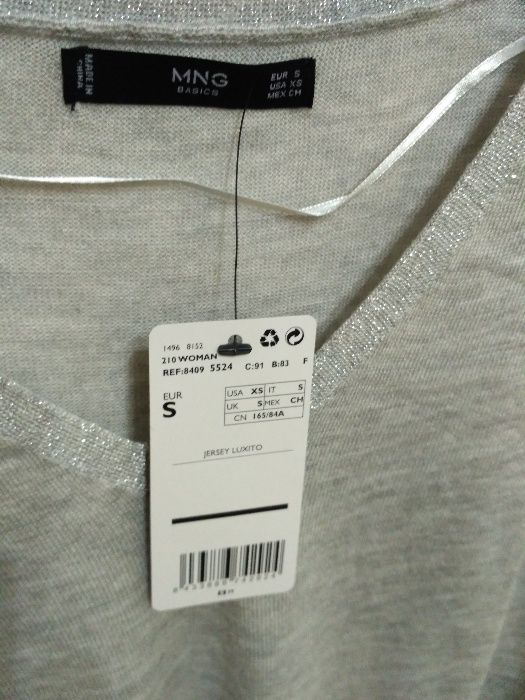 MADE IN
CHINA
MNG
BASICS
EUR S
USA XS
MEX CH
1496 8152
210 WOMAN
REF:8409 5524 C:91 B:83 F
EUR
S
USA XS IT S
UK S MEX CH
CN 165/84A
JERSEY LUXITO